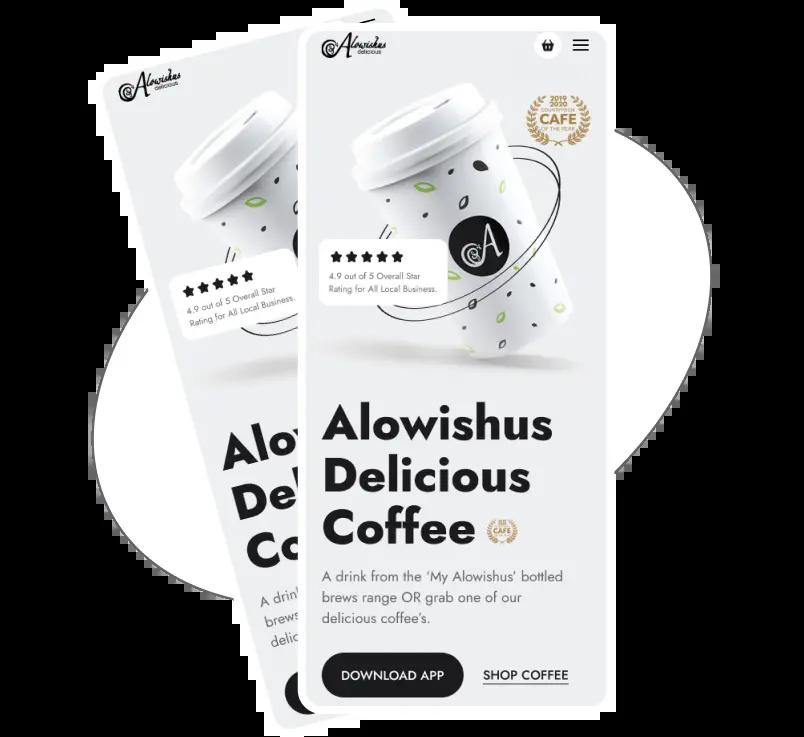 Alowishus
delicious
2019
2020
COUNTRYTECH
CAFE
OF THE YEAR
A
4.9 out of 5 Overall Star
Rating for All Local Business.
Alowishus
Delicious
Coffee
CAFE
A drink from the ‘My Alowishus’ bottled
brews range OR grab one of our
delicious coffee’s.
DOWNLOAD APP
SHOP COFFEE
Alowishus
delicious
4.9 out of 5 Overall Star
Rating for All Local Business.
Alo
De
Co
A drin
brews
delic